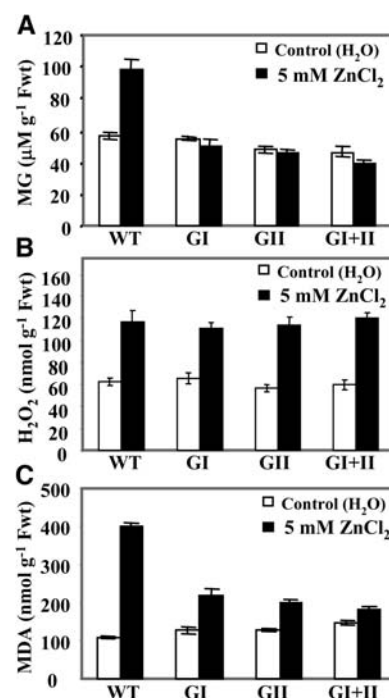 A
MG (μM g⁻¹ Fwt)
120
100
80
60
40
20
0
Control (H₂O)
5 mM ZnCl₂
WT GI GII GI+II
B
H₂O₂ (nmol g⁻¹ Fwt)
160
140
120
100
80
60
40
20
0
Control (H₂O)
5 mM ZnCl₂
WT GI GII GI+II
C
MDA (nmol g⁻¹ Fwt)
500
400
300
200
100
0
Control (H₂O)
5 mM ZnCl₂
WT GI GII GI+II